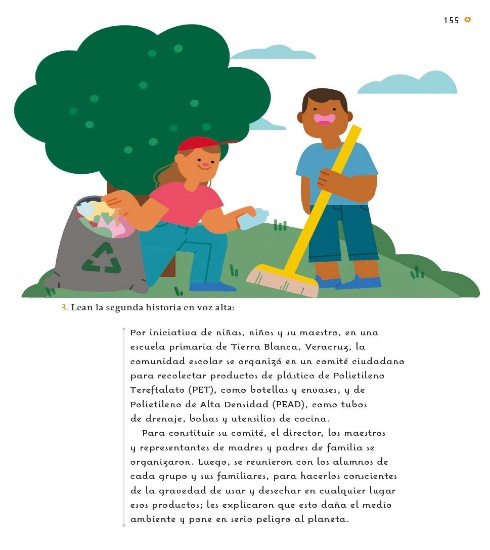 155
3. Lean la segunda historia en voz alta:
Por iniciativa de niñas, niños y su maestro, en una
escuela primaria de Tierra Blanca, Veracruz, la
comunidad escolar se organizó en un comité ciudadano
para recolectar productos de plástico de Polietileno
Tereftalato (PET), como botellas y envases, y de
Polietileno de Alta Densidad (PEAD), como tubos
de drenaje, bolsas y utensilios de cocina.
Para constituir su comité, el director, los maestros
y representantes de madres y padres de familia se
organizaron. Luego, se reunieron con los alumnos de
cada grupo y sus familiares, para hacerlos conscientes
de la gravedad de usar y desechar en cualquier lugar
esos productos; les explicaron que esto daña el medio
ambiente y pone en serio peligro al planeta.